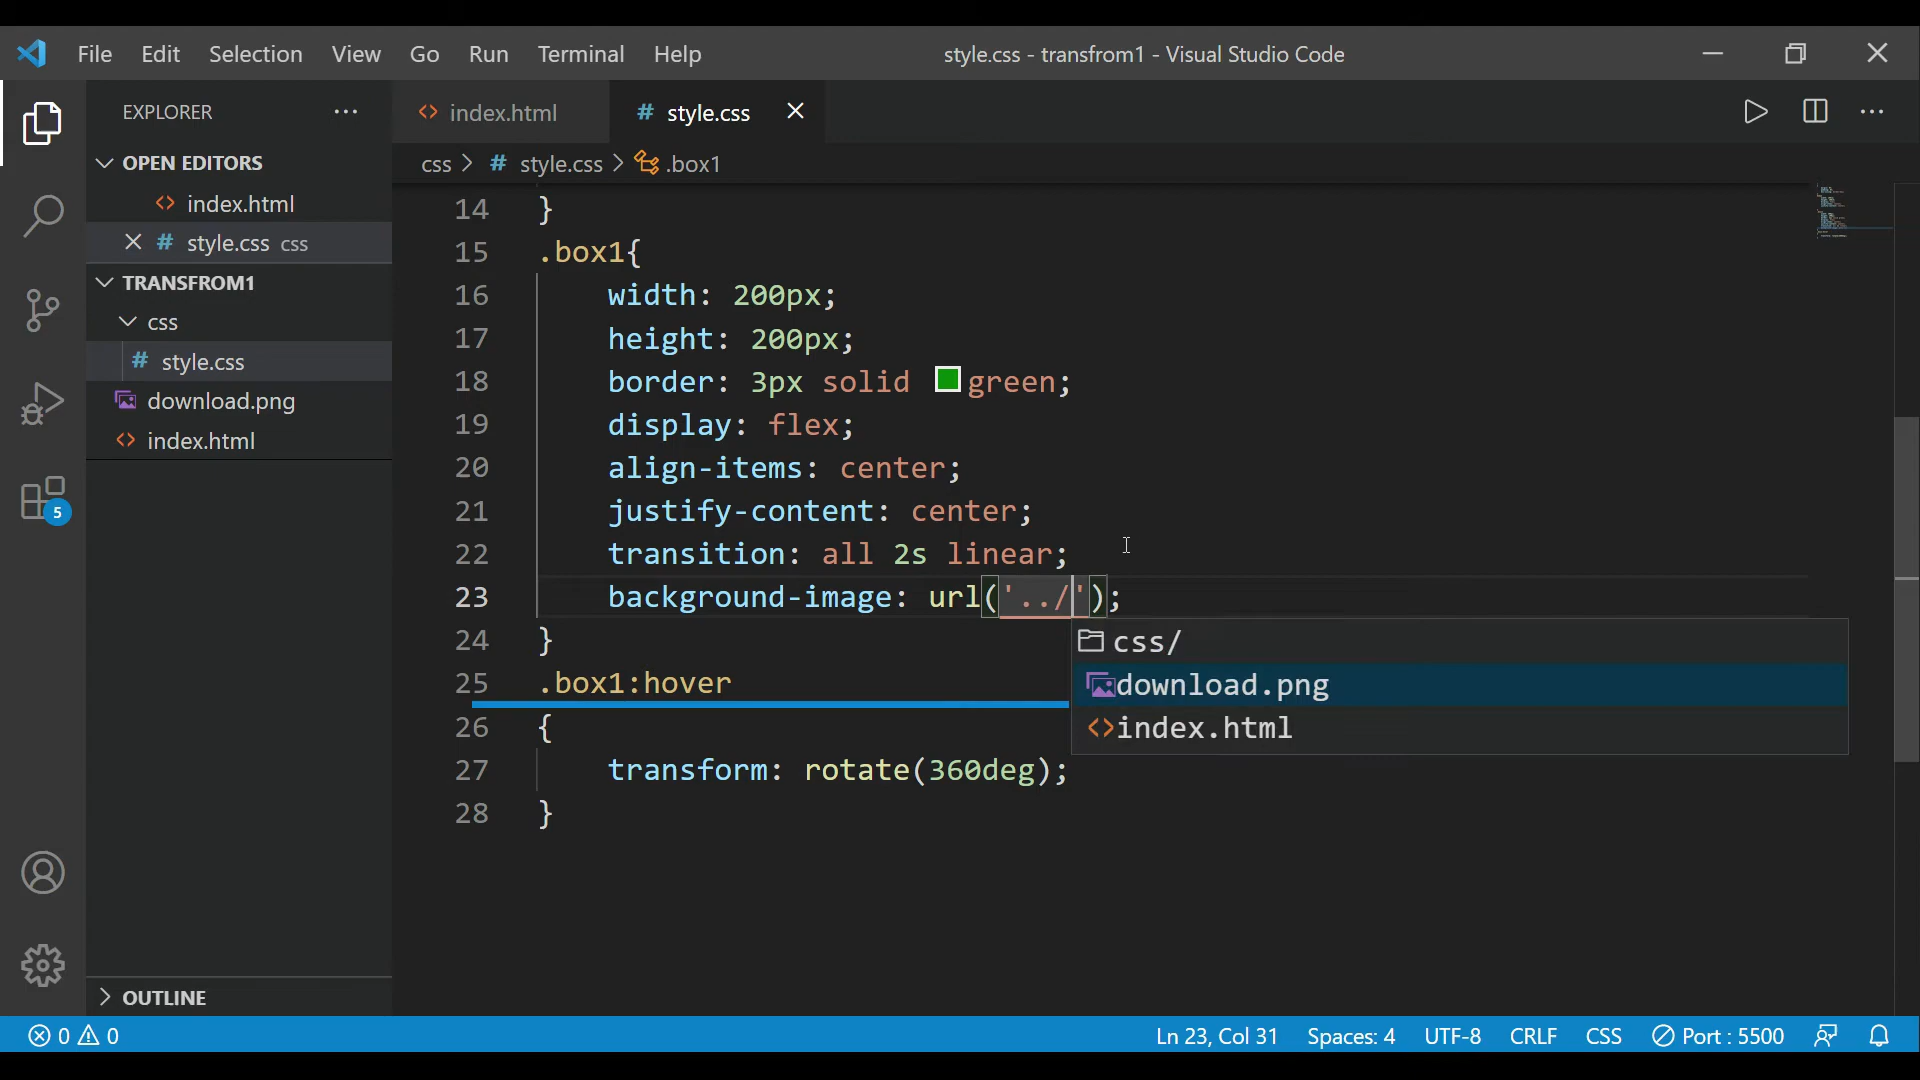 File Edit Selection View Go Run Terminal Help
style.css - transfrom1 - Visual Studio Code
EXPLORER
OPEN EDITORS
index.html
style.css css
TRANSFROM1
css
style.css
download.png
index.html
5
OUTLINE
index.html
# style.css
css > # style.css > .box1
14 }
15 .box1{
16 width: 200px;
17 height: 200px;
18 border: 3px solid green;
19 display: flex;
20 align-items: center;
21 justify-content: center;
22 transition: all 2s linear;
23 background-image: url('../');
css/
download.png
index.html
24 }
25 .box1:hover
26 {
27 transform: rotate(360deg);
28 }
0 0
Ln 23, Col 31 Spaces: 4 UTF-8 CRLF CSS Port : 5500